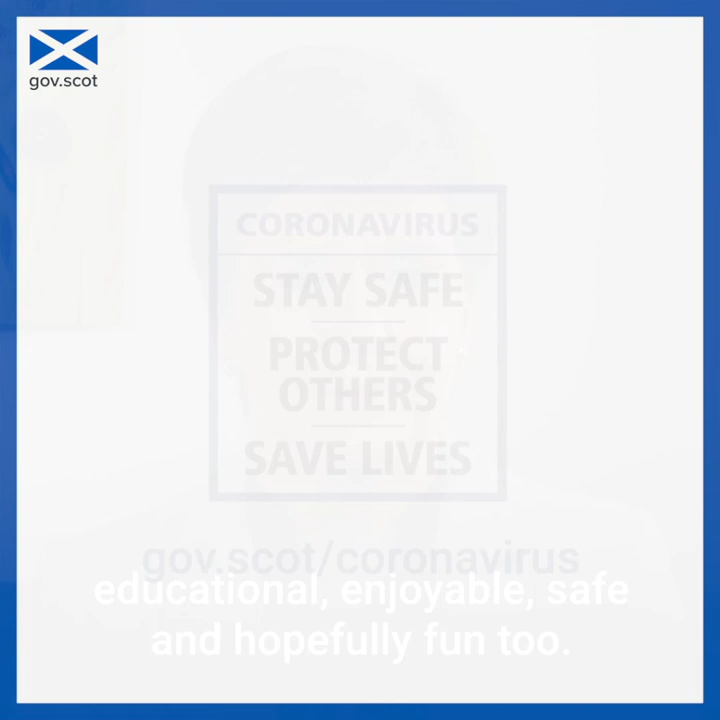 gov.scot
CORONAVIRUS
STAY SAFE
PROTECT
OTHERS
SAVE LIVES
gov.scot/coronavirus
educational, enjoyable, safe
and hopefully fun too.